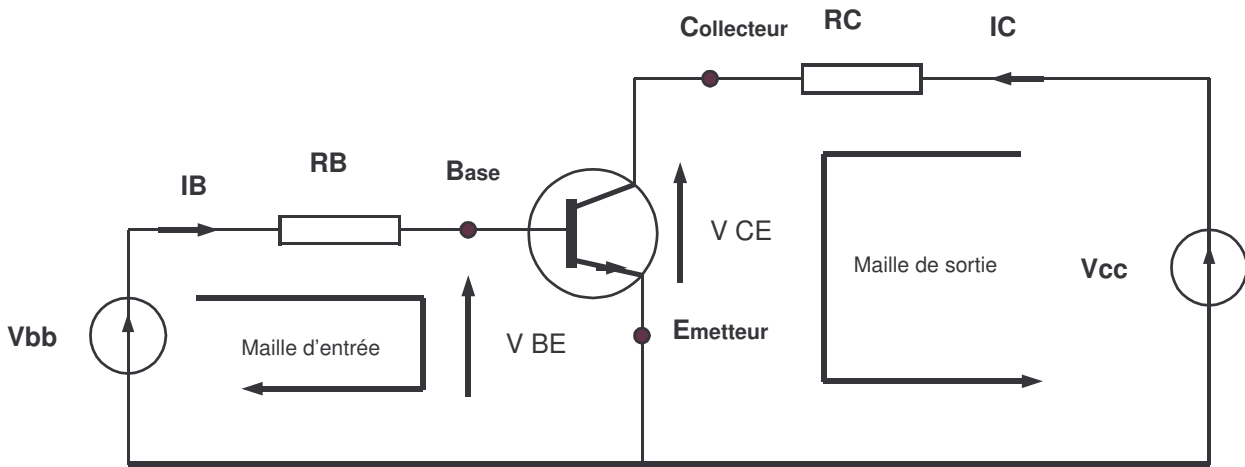 Collecteur
RC
IC
IB
RB
Base
V CE
Maille de sortie
Vcc
Vbb
Maille d'entrée
V BE
Emetteur